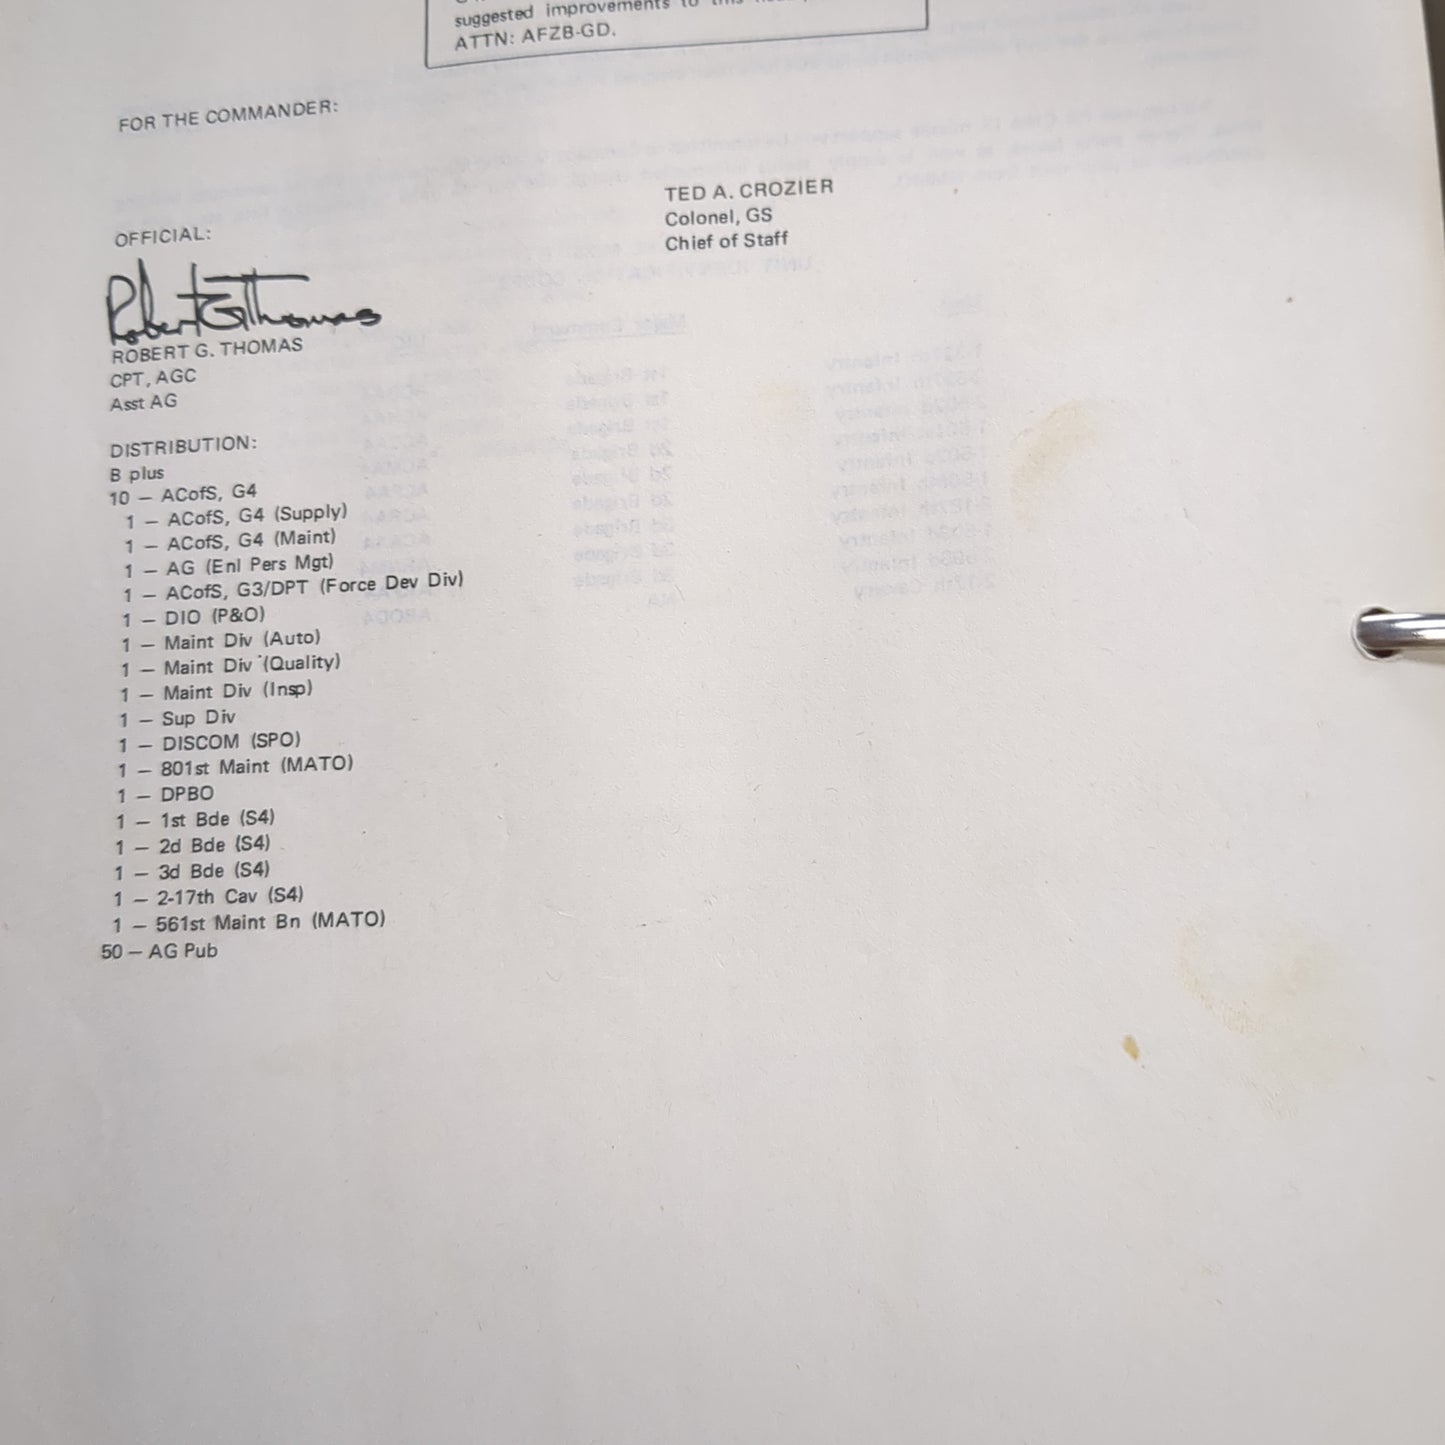 suggested improvements to this
ATTN: AFZB-GD.
FOR THE COMMANDER:
TED A. CROZIER
Colonel, GS
Chief of Staff
OFFICIAL:
Robert G Thomas
ROBERT G. THOMAS
CPT, AGC
Asst AG
DISTRIBUTION:
B plus
10 — ACofS, G4
1 — ACofS, G4 (Supply)
1 — ACofS, G4 (Maint)
1 — AG (Enl Pers Mgt)
1 — ACofS, G3/DPT (Force Dev Div)
1 — DIO (P&O)
1 — Maint Div (Auto)
1 — Maint Div (Quality)
1 — Maint Div (Insp)
1 — Sup Div
1 — DISCOM (SPO)
1 — 801st Maint (MATO)
1 — DPBO
1 — 1st Bde (S4)
1 — 2d Bde (S4)
1 — 3d Bde (S4)
1 — 2-17th Cav (S4)
1 — 561st Maint Bn (MATO)
50 — AG Pub